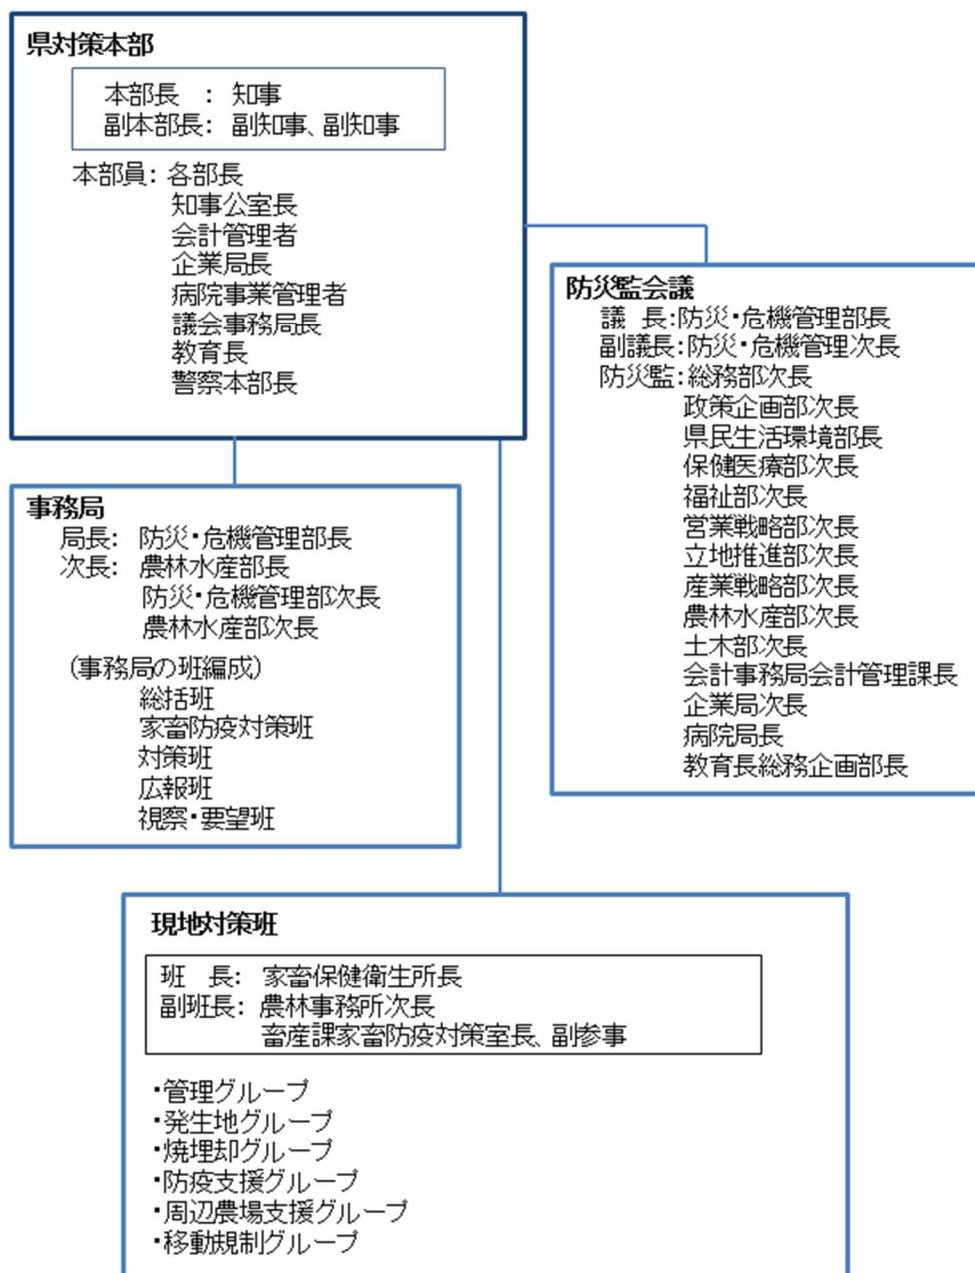 県対策本部
本部長 : 知事
副本部長: 副知事、副知事
本部員: 各部長
知事公室長
会計管理者
企業局長
病院事業管理者
議会事務局長
教育長
警察本部長
防災監会議
議 長:防災・危機管理部長
副議長:防災・危機管理次長
防災監:総務部次長
政策企画部次長
県民生活環境部長
保健医療部次長
福祉部次長
営業戦略部次長
立地推進部次長
産業戦略部次長
農林水産部次長
土木部次長
会計事務局会計管理課長
企業局次長
病院局長
教育長総務企画部長
事務局
局長: 防災・危機管理部長
次長: 農林水産部長
防災・危機管理部次長
農林水産部次長
(事務局の班編成)
総括班
家畜防疫対策班
対策班
広報班
視察・要望班
現地対策班
班 長: 家畜保健衛生所長
副班長: 農林事務所次長
畜産課家畜防疫対策室長、副参事
・管理グループ
・発生地グループ
・焼埋却グループ
・防疫支援グループ
・周辺農場支援グループ
・移動規制グループ